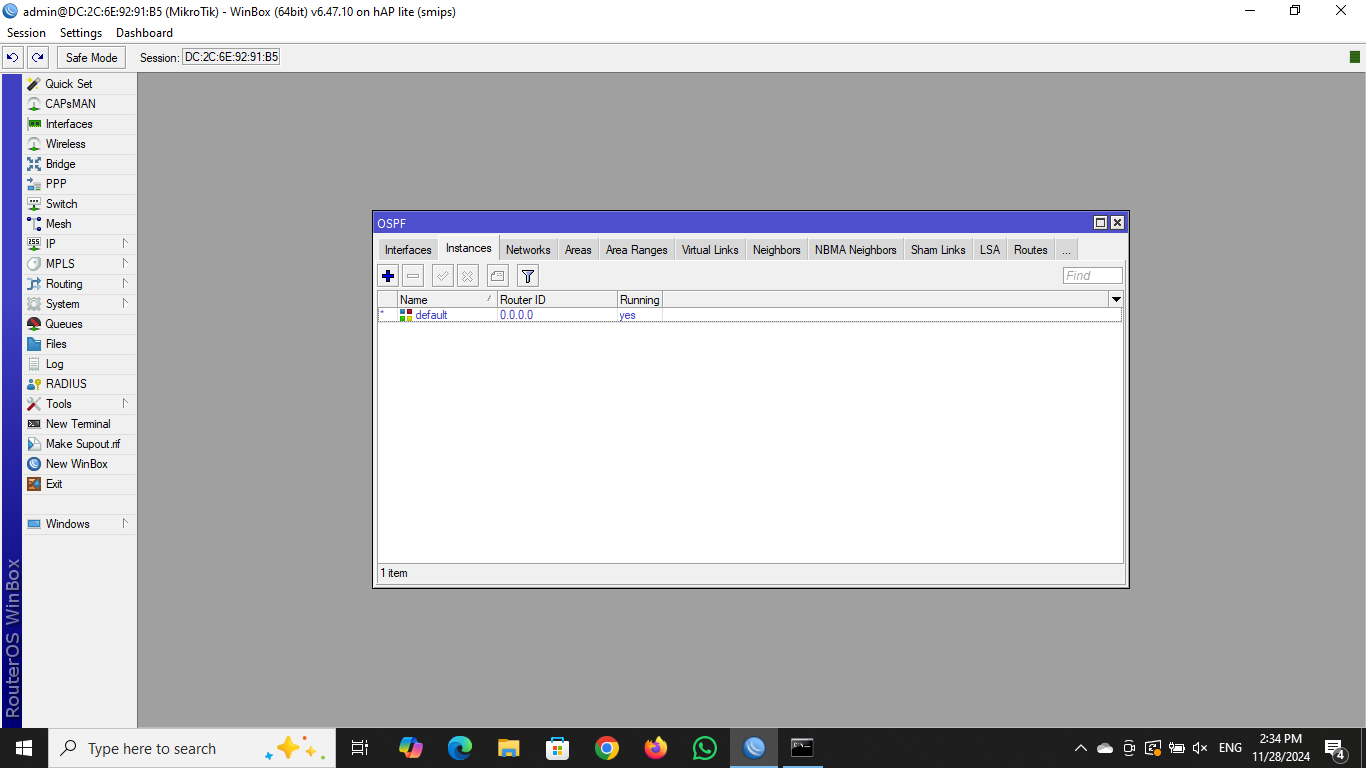 admin@DC:2C:6E:92:91:B5 (MikroTik) - WinBox (64bit) v6.47.10 on hAP lite (smips)
Session Settings Dashboard
Safe Mode Session: DC:2C:6E:92:91:B5
Quick Set
CAPsMAN
Interfaces
Wireless
Bridge
PPP
Switch
Mesh
IP
MPLS
Routing
System
Queues
Files
Log
RADIUS
Tools
New Terminal
Make Supout.rif
New WinBox
Exit
Windows
RouterOS WinBox
OSPF
Interfaces Instances Networks Areas Area Ranges Virtual Links Neighbors NBMA Neighbors Sham Links LSA Routes ...
Find
Name Router ID Running
* default 0.0.0.0 yes
1 item
Type here to search
ENG
2:34 PM
11/28/2024
4